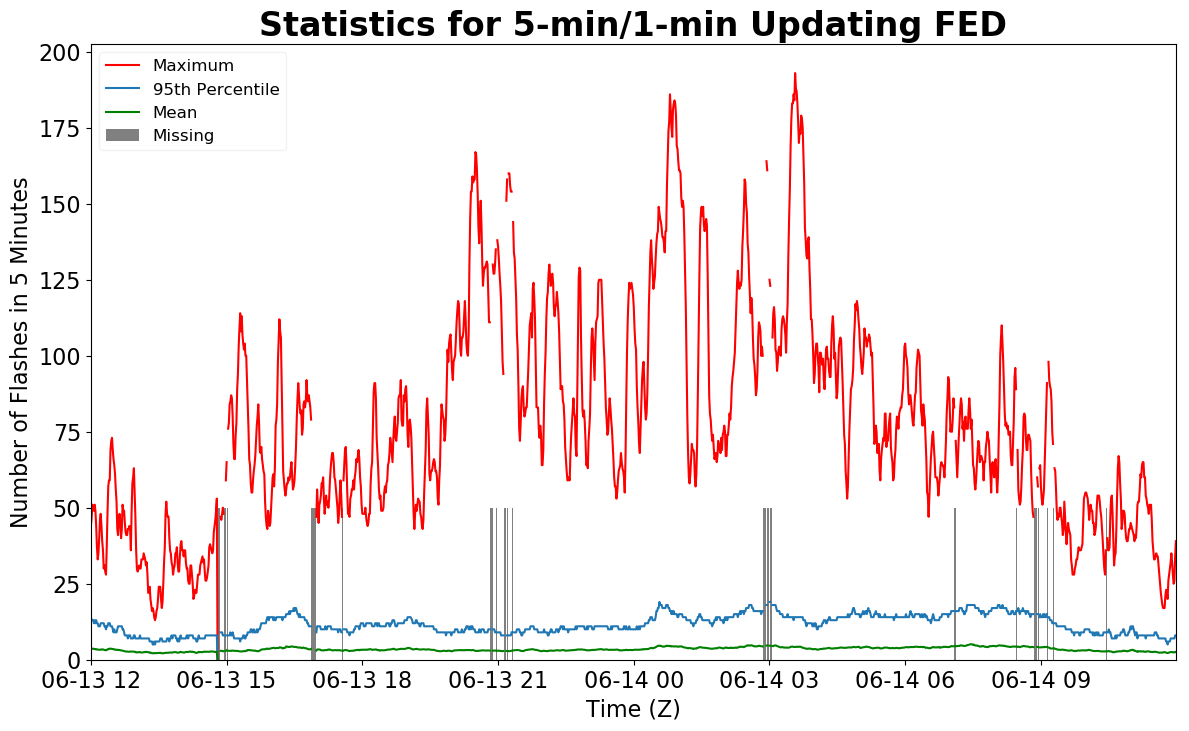 Statistics for 5-min/1-min Updating FED
Number of Flashes in 5 Minutes
200
175
150
125
100
75
50
25
0
Maximum
95th Percentile
Mean
Missing
06-13 12 06-13 15 06-13 18 06-13 21 06-14 00 06-14 03 06-14 06 06-14 09
Time (Z)